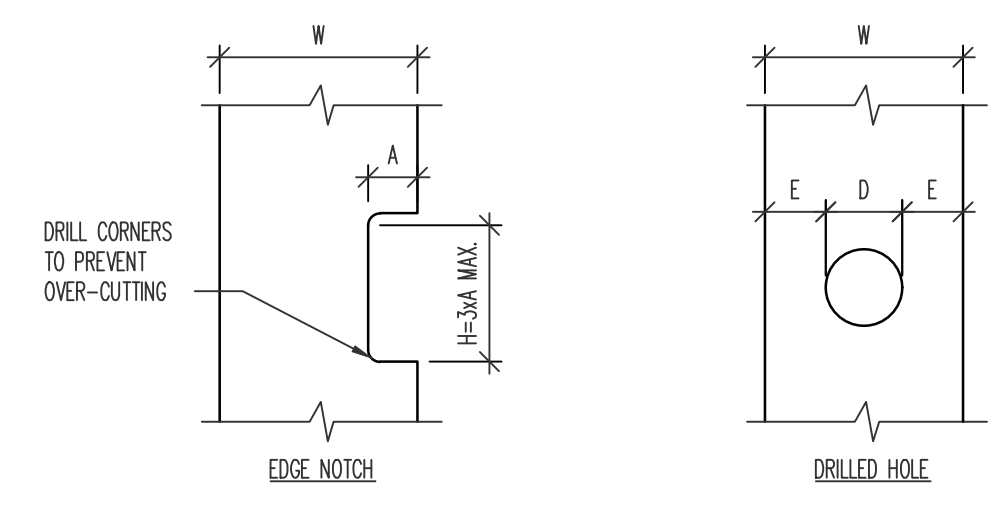 W
A
DRILL CORNERS
TO PREVENT
OVER-CUTTING
H=3xA MAX.
EDGE NOTCH
W
E
D
E
DRILLED HOLE